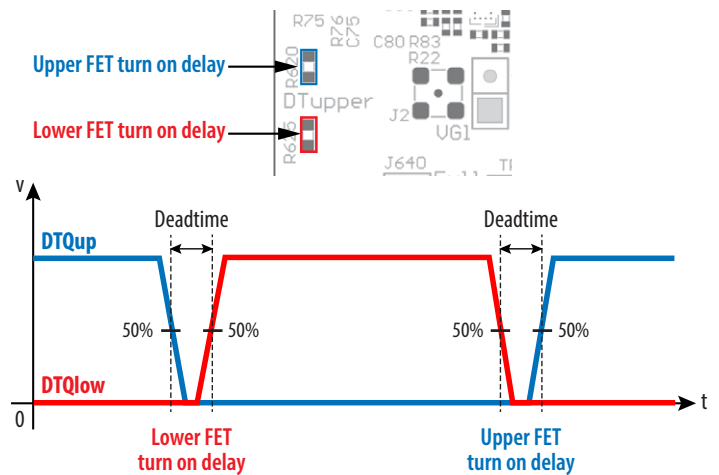 R75
R76
C75
C80 R83
R22
Upper FET turn on delay
R620
DTupper
Lower FET turn on delay
R625
J2
VG1
J640
v
Deadtime
Deadtime
DTQup
50%
50%
50%
50%
DTQlow
0
t
Lower FET
turn on delay
Upper FET
turn on delay